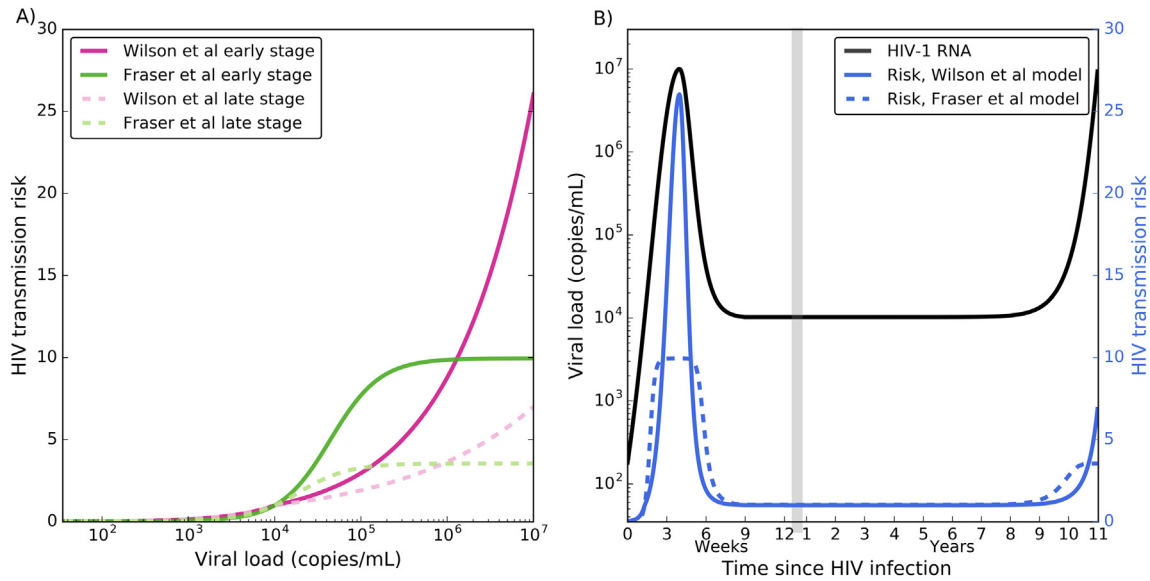 A)
30
25
20
15
10
5
0
HIV transmission risk
Wilson et al early stage
Fraser et al early stage
Wilson et al late stage
Fraser et al late stage
10^2 10^3 10^4 10^5 10^6 10^7
Viral load (copies/mL)
B)
10^7
10^6
10^5
10^4
10^3
10^2
Viral load (copies/mL)
HIV-1 RNA
Risk, Wilson et al model
Risk, Fraser et al model
30
25
20
15
10
5
0
HIV transmission risk
0 3 6 9 12 1 2 3 4 5 6 7 8 9 10 11
Weeks Years
Time since HIV infection